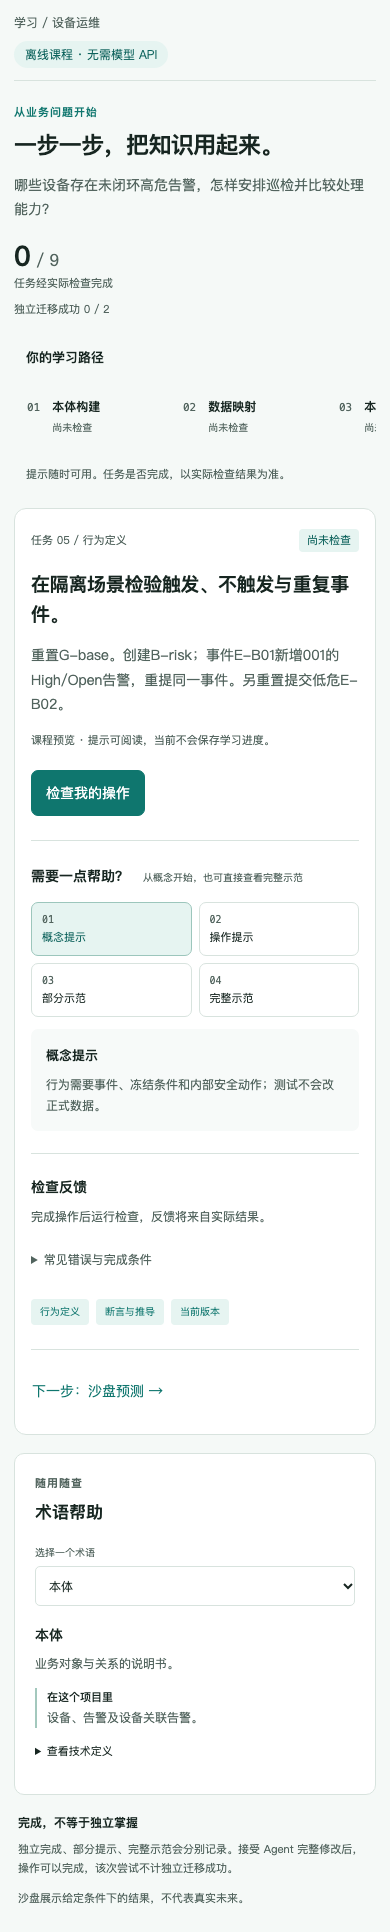 学习 / 设备运维
离线课程 · 无需模型 API
从业务问题开始
一步一步，把知识用起来。
哪些设备存在未闭环高危告警，怎样安排巡检并比较处理
能力？
0 / 9
任务经实际检查完成
独立迁移成功 0 / 2
你的学习路径
01 本体构建 02 数据映射 03 本
尚未检查 尚未检查
提示随时可用。任务是否完成，以实际检查结果为准。
任务 05 / 行为定义 尚未检查
在隔离场景检验触发、不触发与重复事
件。
重置G-base。创建B-risk；事件E-B01新增001的
High/Open告警，重提同一事件。另重置提交低危E-
B02。
课程预览 · 提示可阅读，当前不会保存学习进度。
检查我的操作
需要一点帮助？ 从概念开始，也可直接查看完整示范
01 02
概念提示 操作提示
03 04
部分示范 完整示范
概念提示
行为需要事件、冻结条件和内部安全动作；测试不会改
正式数据。
检查反馈
完成操作后运行检查，反馈将来自实际结果。
常见错误与完成条件
行为定义 断言与推导 当前版本
下一步：沙盘预测 →
随用随查
术语帮助
选择一个术语
本体
本体
业务对象与关系的说明书。
在这个项目里
设备、告警及设备关联告警。
查看技术定义
完成，不等于独立掌握
独立完成、部分提示、完整示范会分别记录。接受 Agent 完整修改后，
操作可以完成，该次尝试不计独立迁移成功。
沙盘展示给定条件下的结果，不代表真实未来。